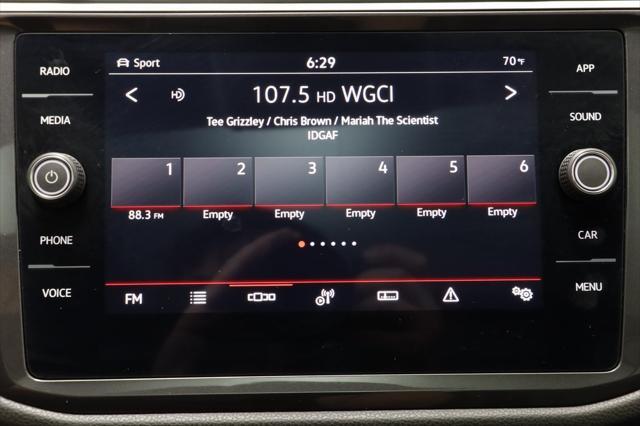 RADIO
MEDIA
PHONE
VOICE
Sport
6:29
70°F
107.5 HD WGCI
Tee Grizzley / Chris Brown / Mariah The Scientist
IDGAF
1 2 3 4 5 6
88.3 FM Empty Empty Empty Empty Empty
FM
APP
SOUND
CAR
MENU